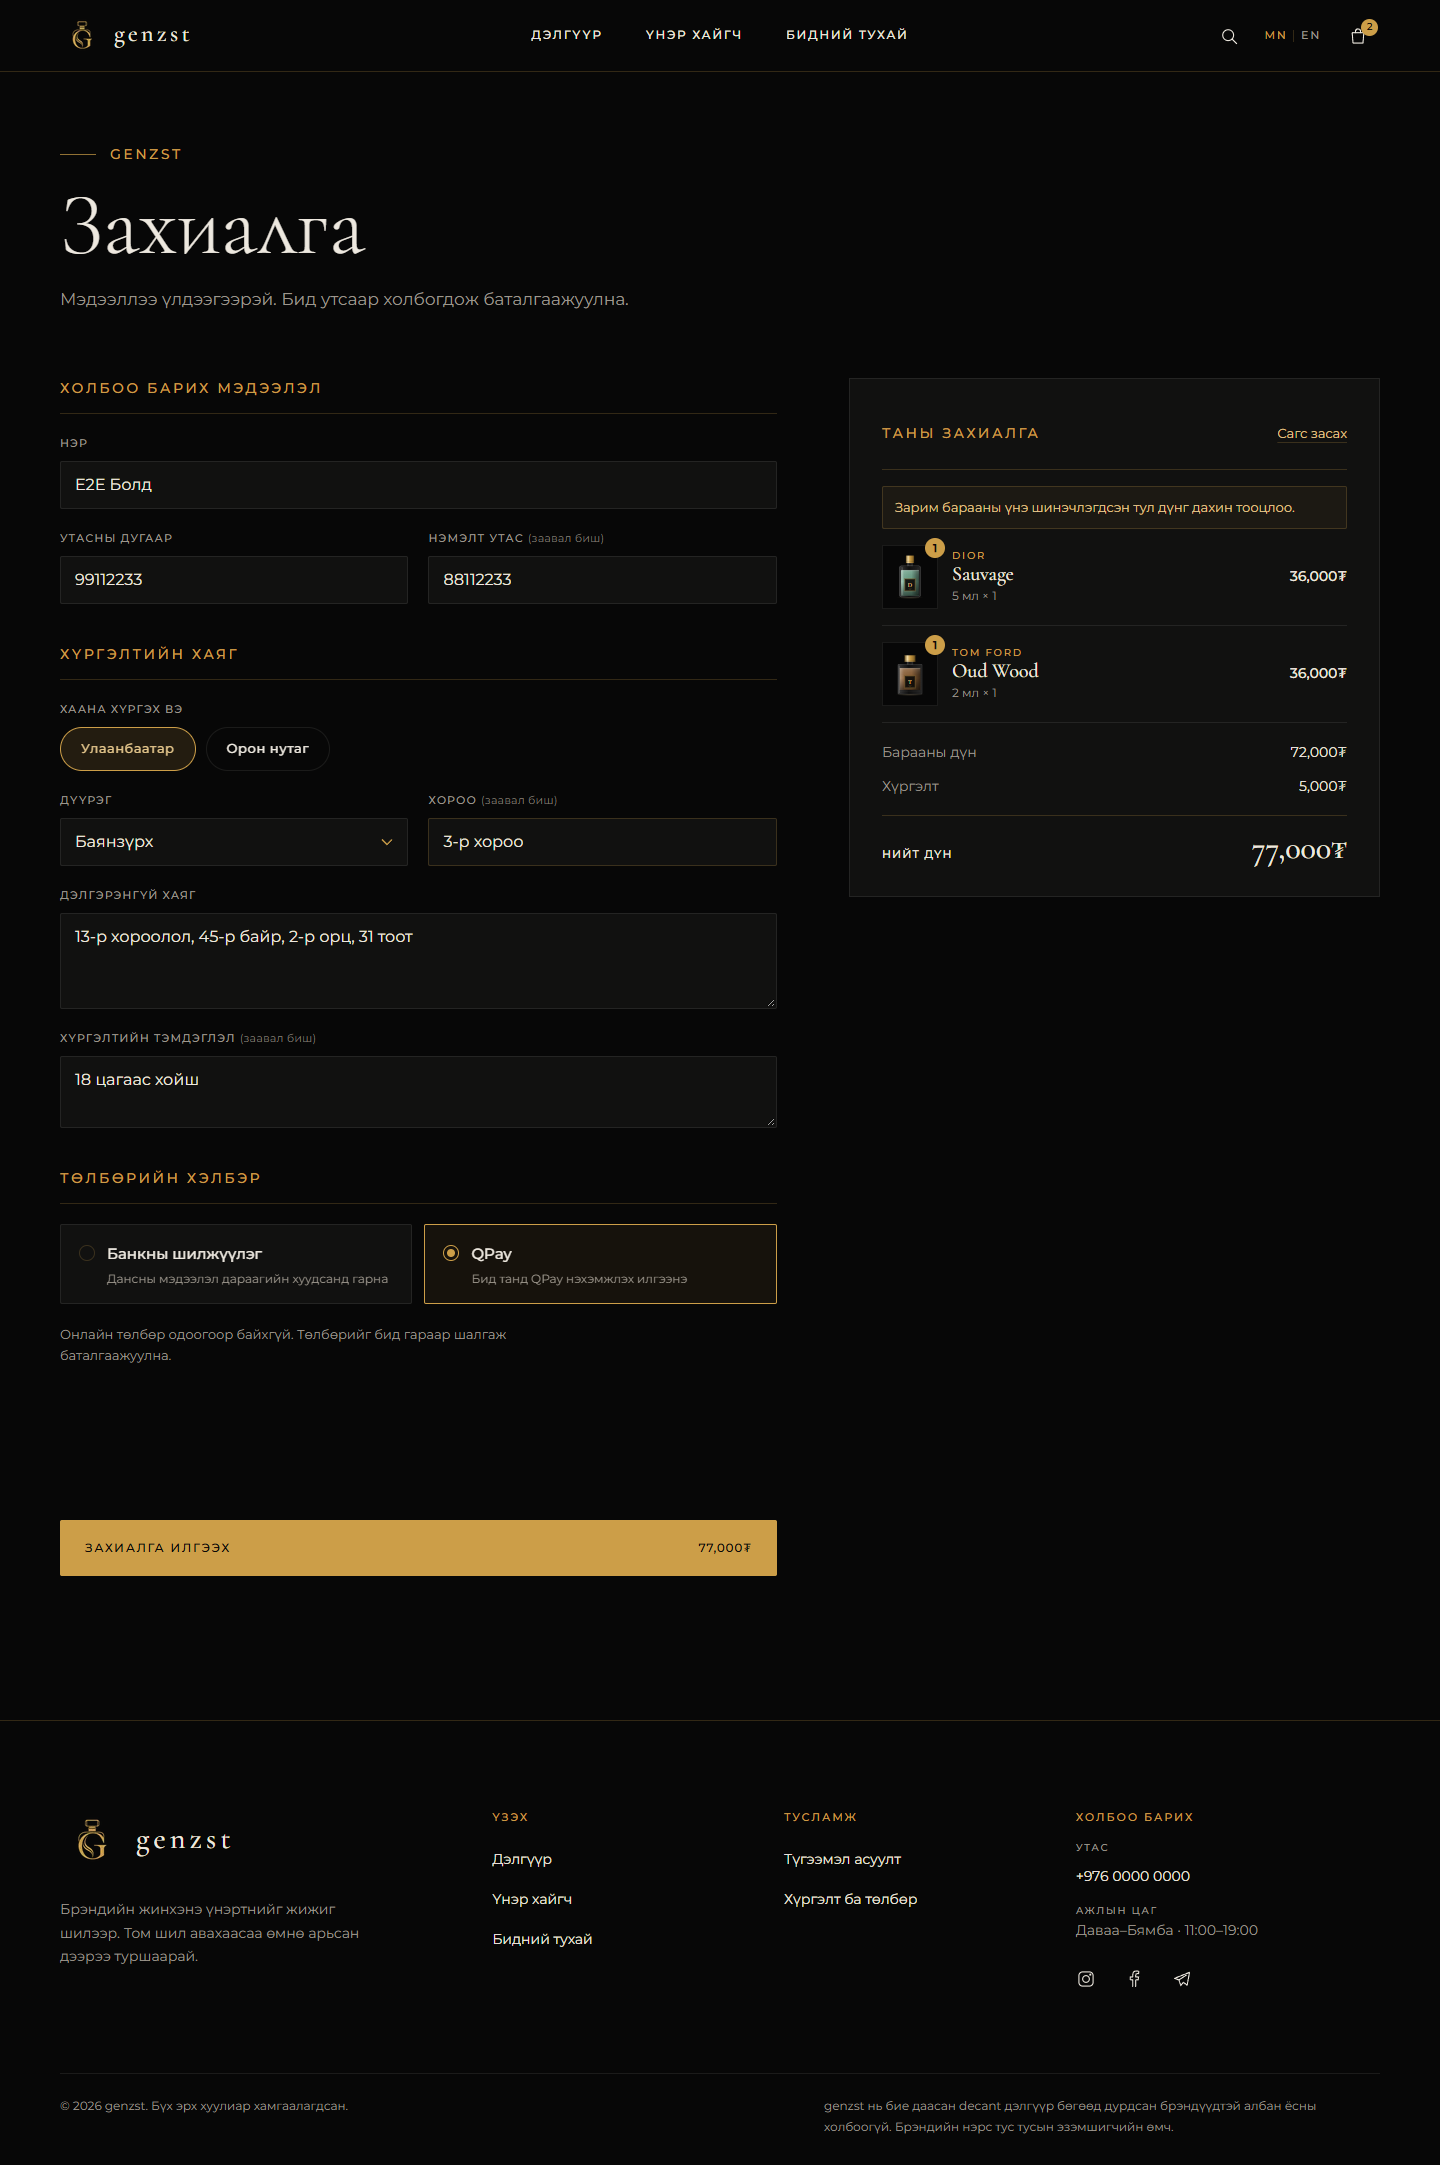 genzst
ДЭЛГҮҮР
ҮНЭР ХАЙГЧ
БИДНИЙ ТУХАЙ
MN | EN
2
GENZST
Захиалга
Мэдээллээ үлдээгээрэй. Бид утсаар холбогдож баталгаажуулна.
ХОЛБОО БАРИХ МЭДЭЭЛЭЛ
НЭР
E2E Болд
УТАСНЫ ДУГААР
99112233
НЭМЭЛТ УТАС (заавал биш)
88112233
ХҮРГЭЛТИЙН ХАЯГ
ХААНА ХҮРГЭХ ВЭ
Улаанбаатар
Орон нутаг
ДҮҮРЭГ
Баянзүрх
ХОРОО (заавал биш)
3-р хороо
ДЭЛГЭРЭНГҮЙ ХАЯГ
13-р хороолол, 45-р байр, 2-р орц, 31 тоот
ХҮРГЭЛТИЙН ТЭМДЭГЛЭЛ (заавал биш)
18 цагаас хойш
ТӨЛБӨРИЙН ХЭЛБЭР
Банкны шилжүүлэг
Дансны мэдээлэл дараагийн хуудсанд гарна
QPay
Бид танд QPay нэхэмжлэх илгээнэ
Онлайн төлбөр одоогоор байхгүй. Төлбөрийг бид гараар шалгаж
баталгаажуулна.
ЗАХИАЛГА ИЛГЭЭХ
77,000₮
ТАНЫ ЗАХИАЛГА
Сагс засах
Зарим барааны үнэ шинэчлэгдсэн тул дүнг дахин тооцлоо.
1
DIOR
Sauvage
5 мл × 1
36,000₮
1
TOM FORD
Oud Wood
2 мл × 1
36,000₮
Барааны дүн
72,000₮
Хүргэлт
5,000₮
НИЙТ ДҮН
77,000₮
genzst
Брэндийн жинхэнэ үнэртнийг жижиг
шилээр. Том шил авахаасаа өмнө арьсан
дээрээ туршаарай.
ҮЗЭХ
Дэлгүүр
Үнэр хайгч
Бидний тухай
ТУСЛАМЖ
Түгээмэл асуулт
Хүргэлт ба төлбөр
ХОЛБОО БАРИХ
УТАС
+976 0000 0000
АЖЛЫН ЦАГ
Даваа–Бямба · 11:00–19:00
© 2026 genzst. Бүх эрх хуулиар хамгаалагдсан.
genzst нь бие даасан decant дэлгүүр бөгөөд дурдсан брэндүүдтэй албан ёсны
холбоогүй. Брэндийн нэрс тус тусын эзэмшигчийн өмч.